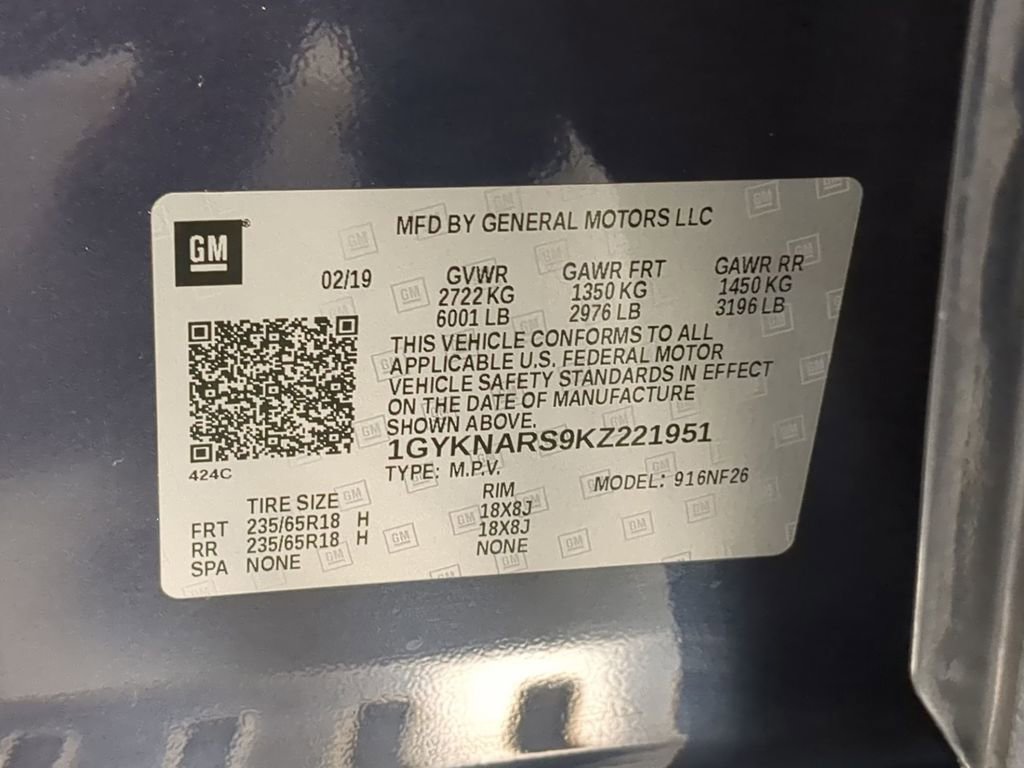 GM
MFD BY GENERAL MOTORS LLC
02/19 GVWR GAWR FRT GAWR RR
2722 KG 1350 KG 1450 KG
6001 LB 2976 LB 3196 LB
THIS VEHICLE CONFORMS TO ALL
APPLICABLE U.S. FEDERAL MOTOR
VEHICLE SAFETY STANDARDS IN EFFECT
ON THE DATE OF MANUFACTURE
SHOWN ABOVE.
1GYKNARS9KZ221951
424C
TYPE: M.P.V. MODEL: 916NF26
TIRE SIZE RIM
FRT 235/65R18 H 18X8J
RR 235/65R18 H 18X8J
SPA NONE NONE